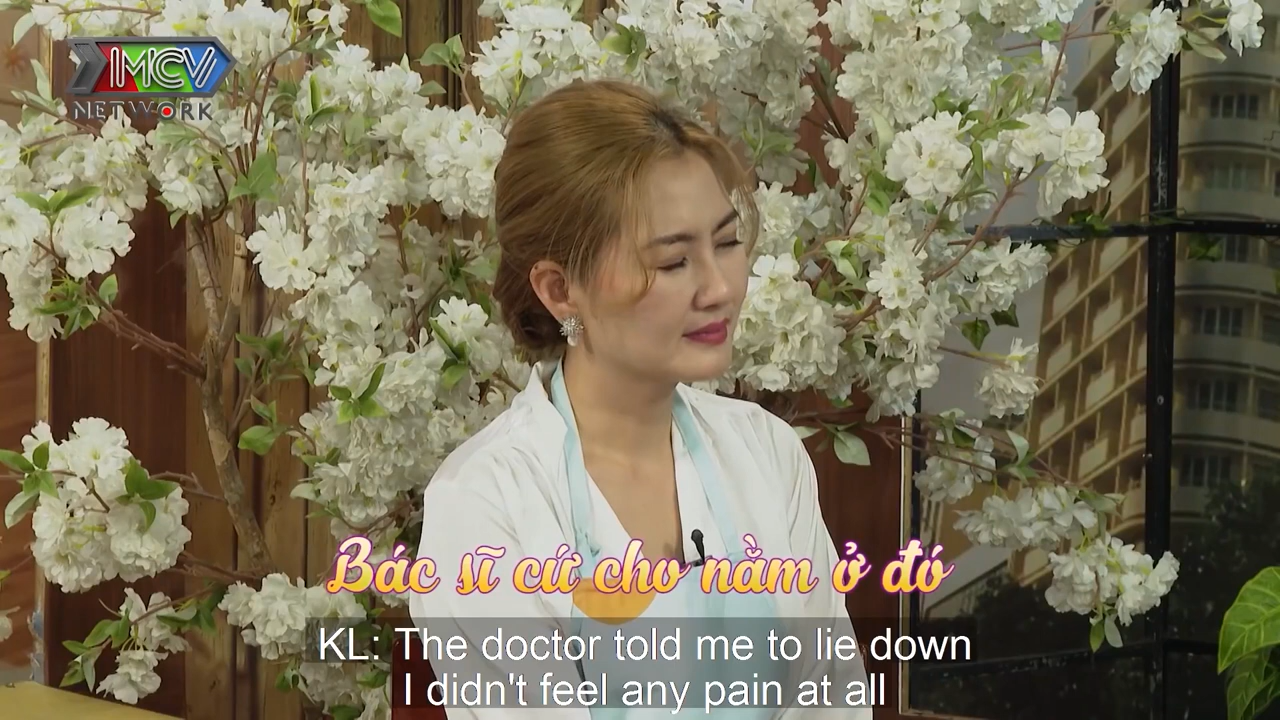 MCV
NETWORK
Bác sĩ cứ cho nằm ở đó
KL: The doctor told me to lie down
I didn't feel any pain at all